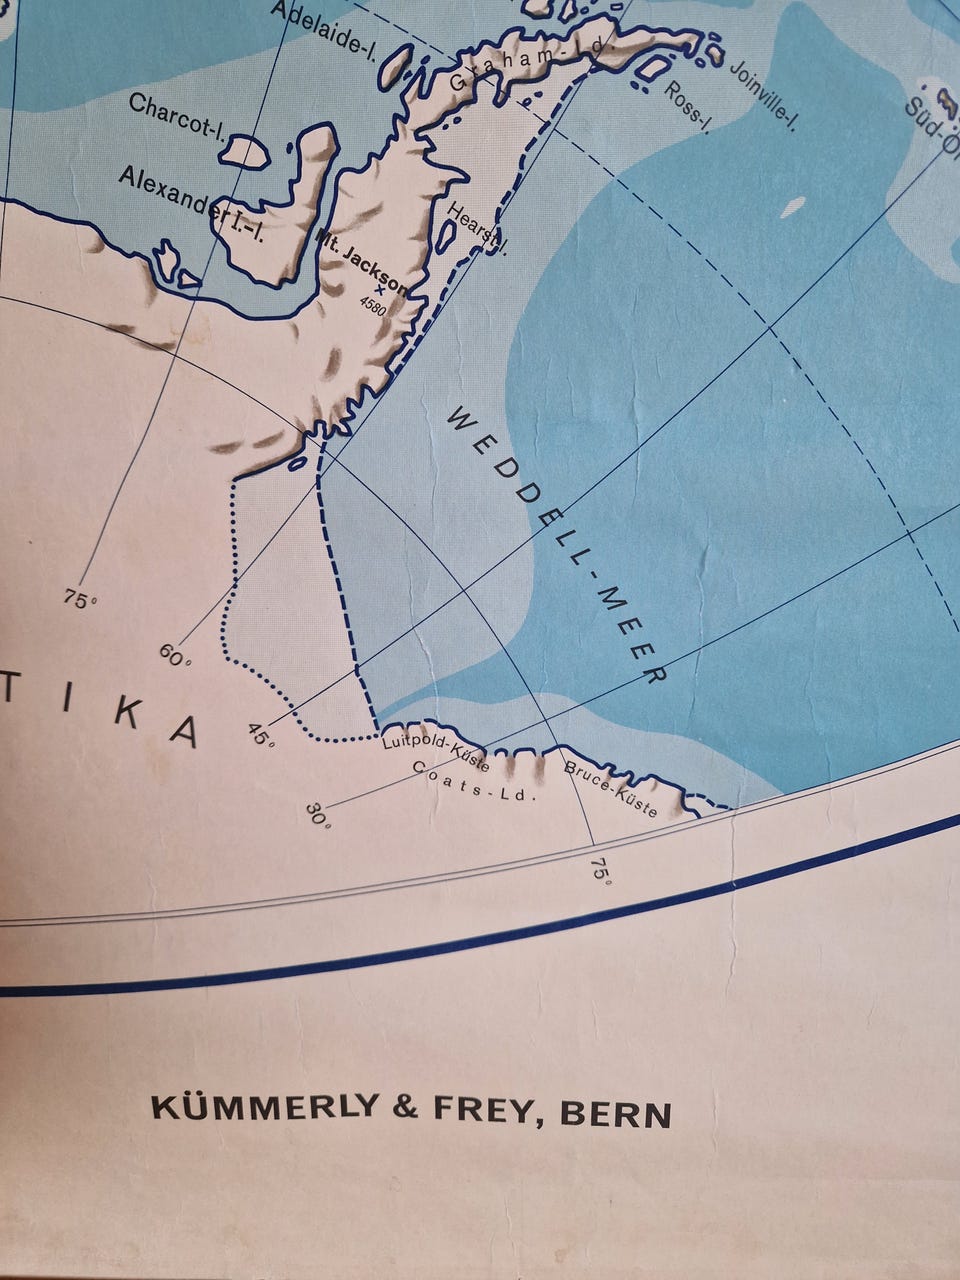 Adelaide-I.
Graham-Ld.
Joinville-I.
Ross-I.
Charcot-I.
Alexander I.-I.
Hearst-I.
Mt. Jackson
4580
WEDDELL-MEER
75°
60°
TIKA
45°
Luitpold-Küste
Coats-Ld.
Bruce-Küste
30°
75°
KÜMMERLY & FREY, BERN